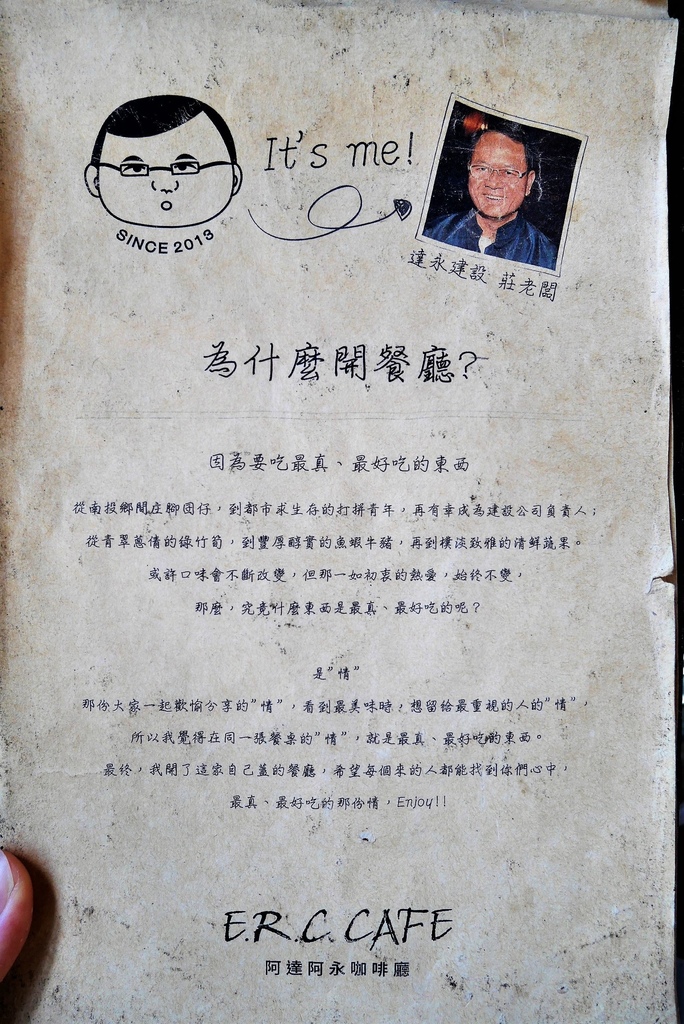 It's me!
SINCE 2013
達永建設 莊老闆
為什麼開餐廳?
因為要吃最真、最好吃的東西
從南投鄉間庄腳囝仔，到都市求生存的打拼青年，再有幸成為建設公司負責人；
從青翠蔥倩的綠竹筍，到豐厚醇實的魚蝦牛豬，再到樸淡致雅的清鮮蔬果。
或許口味會不斷改變，但那一如初衷的熱愛，始終不變，
那麼，究竟什麼東西是最真、最好吃的呢？
是"情"
那份大家一起歡愉分享的"情"，看到最美味時，想留給最重視的人的"情"，
所以我覺得在同一張餐桌的"情"，就是最真、最好吃的東西。
最終，我開了這家自己蓋的餐廳，希望每個來的人都能找到你們心中，
最真、最好吃的那份情，Enjoy!!
E.R.C. CAFE
阿達阿永咖啡廳